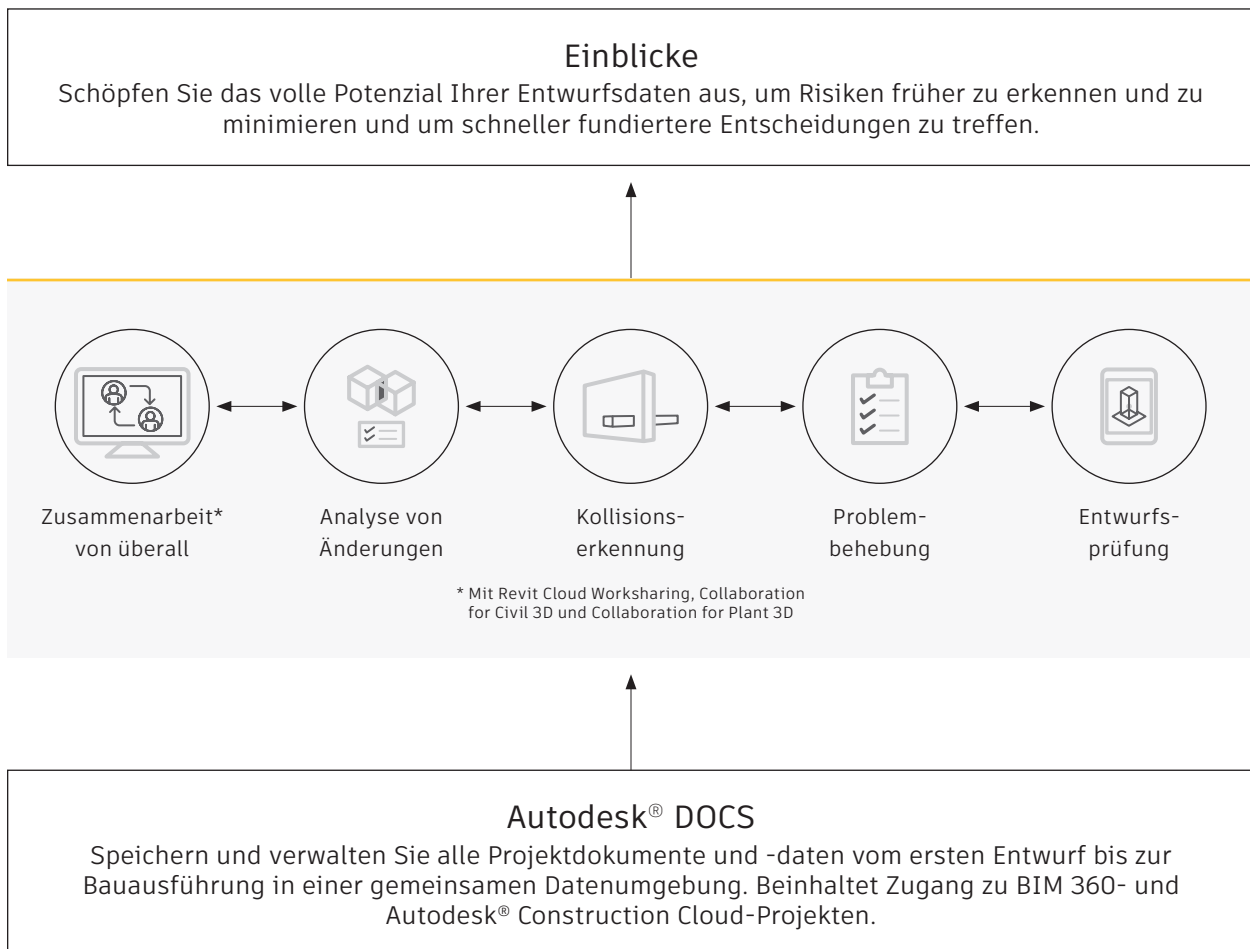 Einblicke
Schöpfen Sie das volle Potenzial Ihrer Entwurfsdaten aus, um Risiken früher zu erkennen und zu
minimieren und um schneller fundiertere Entscheidungen zu treffen.
Zusammenarbeit*
von überall
Analyse von
Änderungen
Kollisions-
erkennung
Problem-
behebung
Entwurfs-
prüfung
* Mit Revit Cloud Worksharing, Collaboration
for Civil 3D und Collaboration for Plant 3D
Autodesk® DOCS
Speichern und verwalten Sie alle Projektdokumente und -daten vom ersten Entwurf bis zur
Bauausführung in einer gemeinsamen Datenumgebung. Beinhaltet Zugang zu BIM 360- und
Autodesk® Construction Cloud-Projekten.